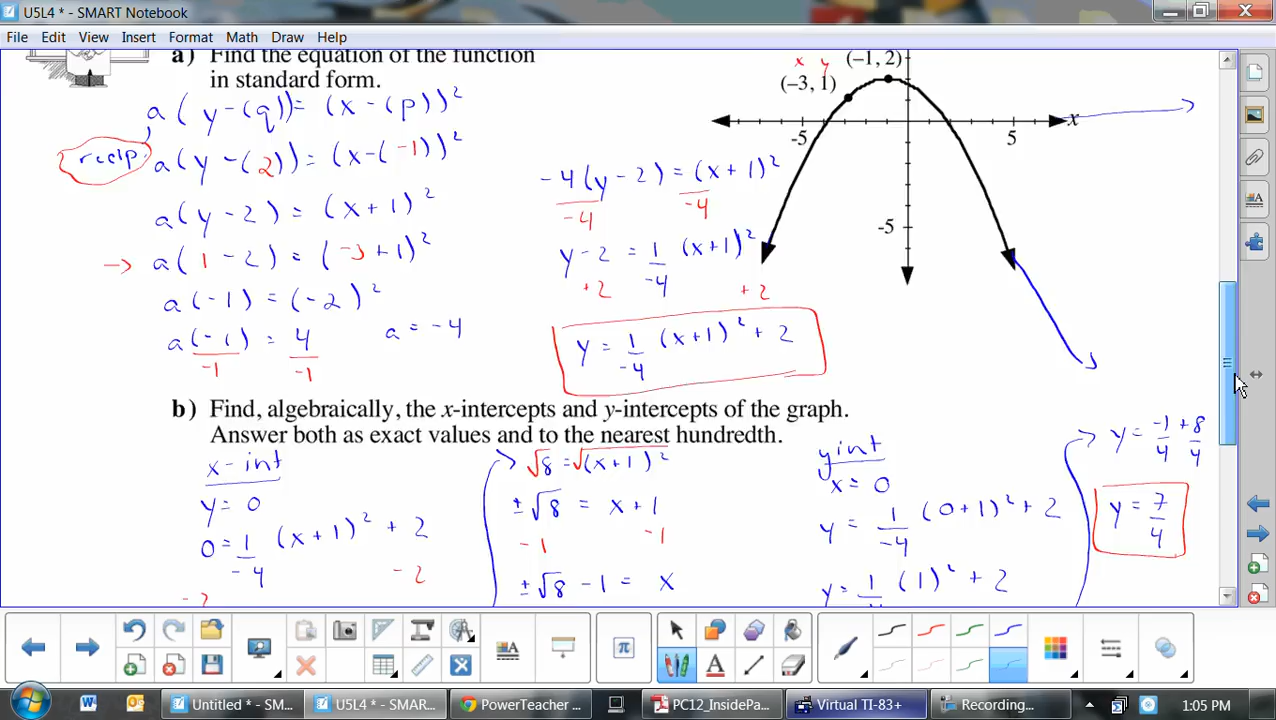 U5L4 * - SMART Notebook
File Edit View Insert Format Math Draw Help
a) Find the equation of the function
in standard form.
a(y-(q)) = (x-(p))²
recip.
a(y-(2)) = (x-(-1))²
a(y-2) = (x+1)²
→ a(1-2) = (-3+1)²
a(-1) = (-2)²
a(-1) = 4
-1 -1
a = -4
-4(y-2) = (x+1)²
-4 -4
y-2 = 1/-4 (x+1)²
+2 +2
y = 1/-4 (x+1)² + 2
x y
(–3, 1)
(–1, 2)
-5 5 x
-5
b) Find, algebraically, the x-intercepts and y-intercepts of the graph.
Answer both as exact values and to the nearest hundredth.
x-int
y = 0
0 = 1/-4 (x+1)² + 2
-2
-2
√8 = √(x+1)²
±√8 = x+1
-1 -1
±√8 -1 = x
y int
x = 0
y = 1/-4 (0+1)² + 2
y = 1/-4 (1)² + 2
y = -1/4 + 8/4
y = 7/4
Untitled * - SM...
U5L4 * - SMAR...
PowerTeacher ...
PC12_InsidePa...
Virtual TI-83+
Recording...
1:05 PM